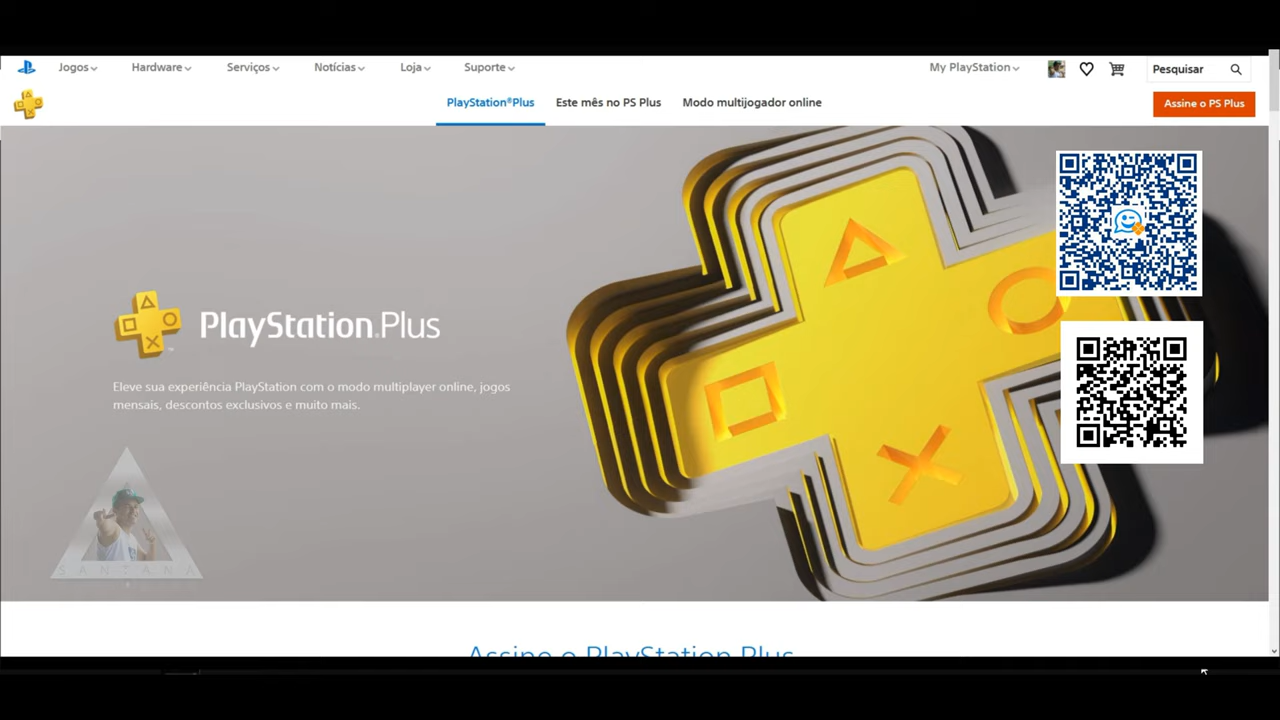 Jogos Hardware Serviços Notícias Loja Suporte My PlayStation Pesquisar
PlayStation®Plus Este mês no PS Plus Modo multijogador online Assine o PS Plus
PlayStation.Plus
Eleve sua experiência PlayStation com o modo multiplayer online, jogos
mensais, descontos exclusivos e muito mais.
SANTANA
Assine o PlayStation Plus